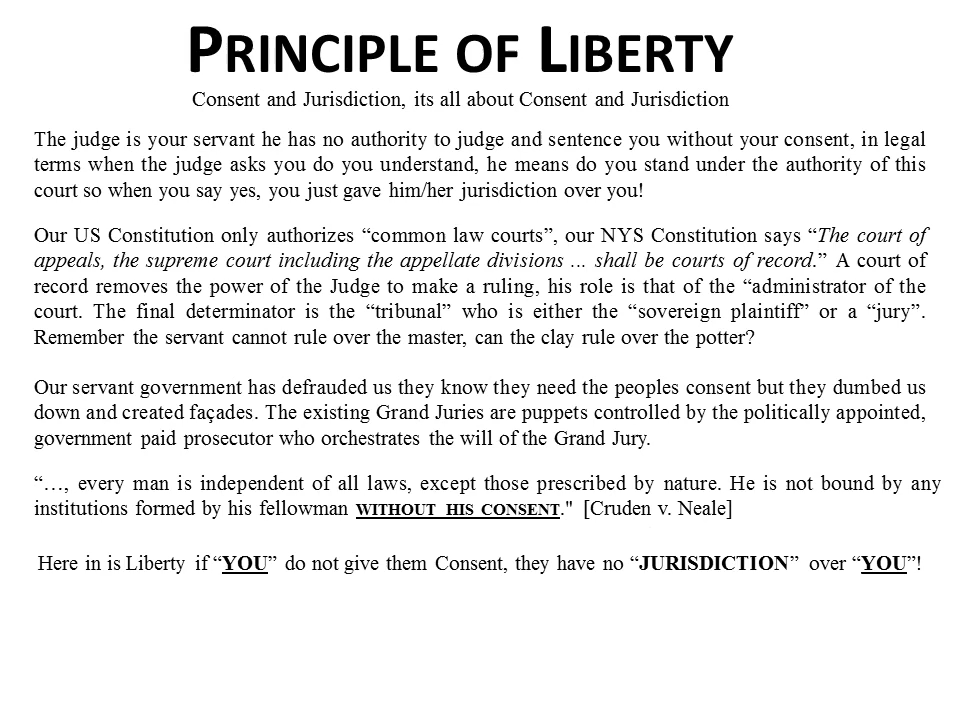 PRINCIPLE OF LIBERTY
Consent and Jurisdiction, its all about Consent and Jurisdiction
The judge is your servant he has no authority to judge and sentence you without your consent, in legal
terms when the judge asks you do you understand, he means do you stand under the authority of this
court so when you say yes, you just gave him/her jurisdiction over you!
Our US Constitution only authorizes “common law courts”, our NYS Constitution says “The court of
appeals, the supreme court including the appellate divisions ... shall be courts of record.” A court of
record removes the power of the Judge to make a ruling, his role is that of the “administrator of the
court. The final determinator is the “tribunal” who is either the “sovereign plaintiff” or a “jury”.
Remember the servant cannot rule over the master, can the clay rule over the potter?
Our servant government has defrauded us they know they need the peoples consent but they dumbed us
down and created façades. The existing Grand Juries are puppets controlled by the politically appointed,
government paid prosecutor who orchestrates the will of the Grand Jury.
“…, every man is independent of all laws, except those prescribed by nature. He is not bound by any
institutions formed by his fellowman WITHOUT HIS CONSENT." [Cruden v. Neale]
Here in is Liberty if “YOU” do not give them Consent, they have no “JURISDICTION” over “YOU”!